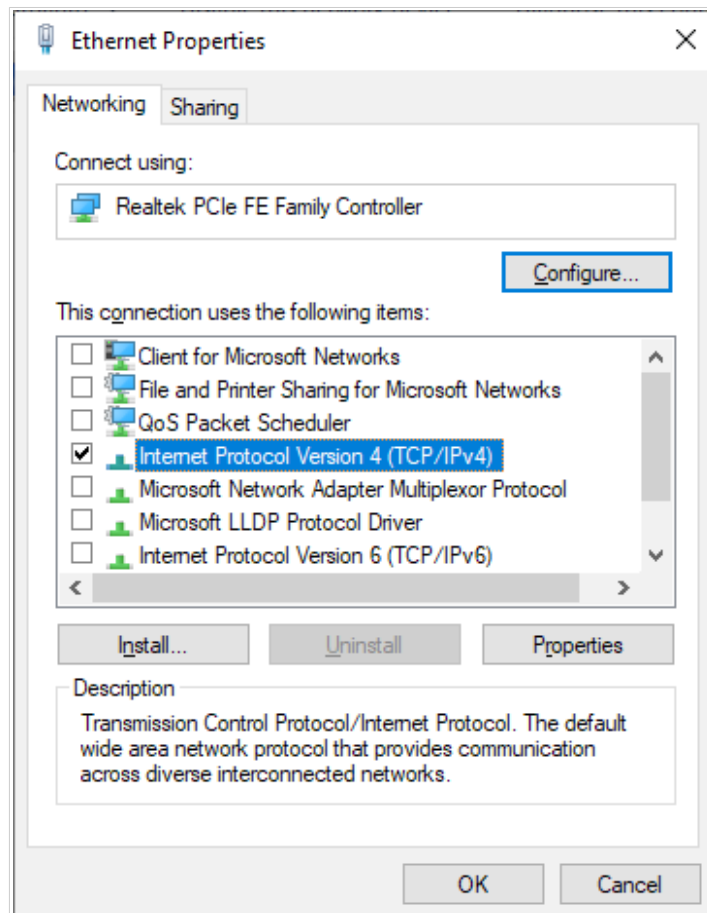 Ethernet Properties
Networking
Sharing
Connect using:
Realtek PCIe FE Family Controller
Configure...
This connection uses the following items:
Client for Microsoft Networks
File and Printer Sharing for Microsoft Networks
QoS Packet Scheduler
Internet Protocol Version 4 (TCP/IPv4)
Microsoft Network Adapter Multiplexor Protocol
Microsoft LLDP Protocol Driver
Internet Protocol Version 6 (TCP/IPv6)
Install...
Uninstall
Properties
Description
Transmission Control Protocol/Internet Protocol. The default
wide area network protocol that provides communication
across diverse interconnected networks.
OK
Cancel